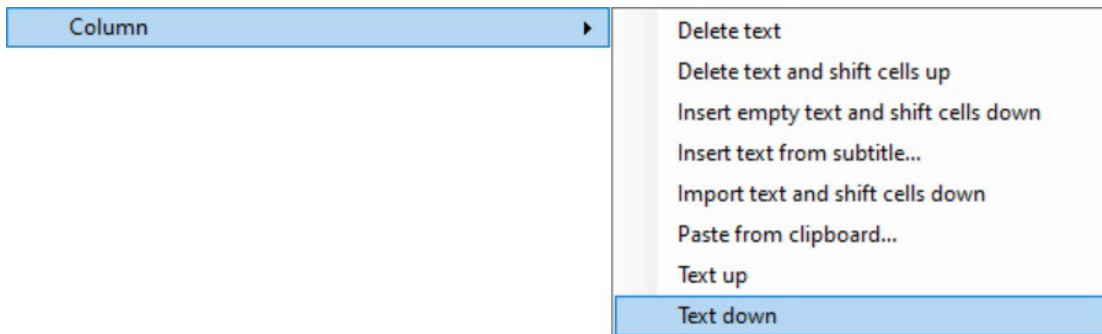 Column
Delete text
Delete text and shift cells up
Insert empty text and shift cells down
Insert text from subtitle...
Import text and shift cells down
Paste from clipboard...
Text up
Text down